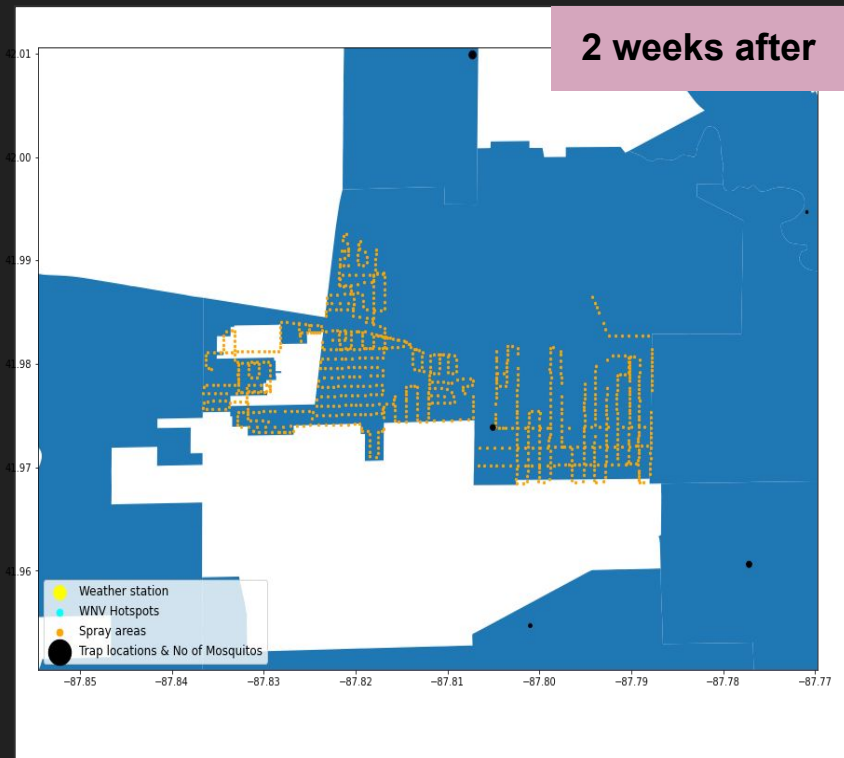 2 weeks after
42.01
42.00
41.99
41.98
41.97
41.96
Weather station
WNV Hotspots
Spray areas
Trap locations & No of Mosquitos
−87.85 −87.84 −87.83 −87.82 −87.81 −87.80 −87.79 −87.78 −87.77